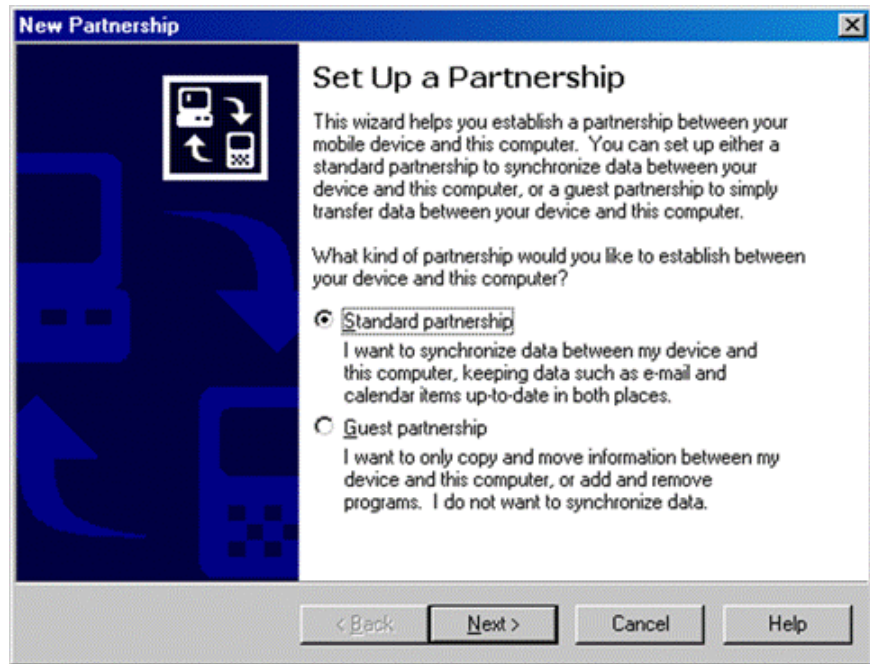 New Partnership
Set Up a Partnership
This wizard helps you establish a partnership between your
mobile device and this computer.  You can set up either a
standard partnership to synchronize data between your
device and this computer, or a guest partnership to simply
transfer data between your device and this computer.
What kind of partnership would you like to establish between
your device and this computer?
Standard partnership
I want to synchronize data between my device and
this computer, keeping data such as e-mail and
calendar items up-to-date in both places.
Guest partnership
I want to only copy and move information between my
device and this computer, or add and remove
programs.  I do not want to synchronize data.
< Back Next > Cancel Help